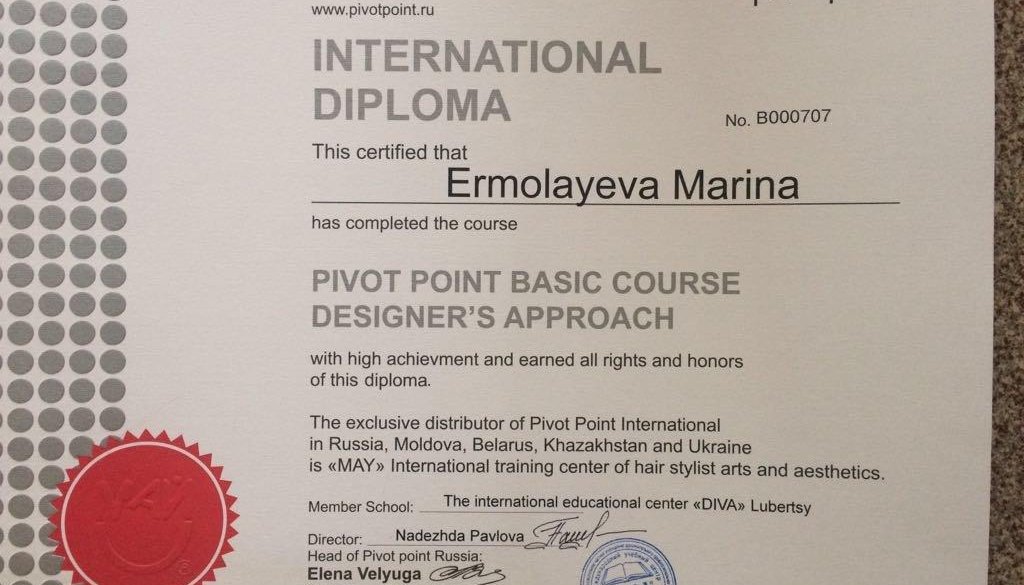 www.pivotpoint.ru
INTERNATIONAL
DIPLOMA
No. B000707
This certified that
Ermolayeva Marina
has completed the course
PIVOT POINT BASIC COURSE
DESIGNER'S APPROACH
with high achievment and earned all rights and honors
of this diploma.
The exclusive distributor of Pivot Point International
in Russia, Moldova, Belarus, Khazakhstan and Ukraine
is «MAY» International training center of hair stylist arts and aesthetics.
Member School: The international educational center «DIVA» Lubertsy
Director: Nadezhda Pavlova
Head of Pivot point Russia:
Elena Velyuga
MAY